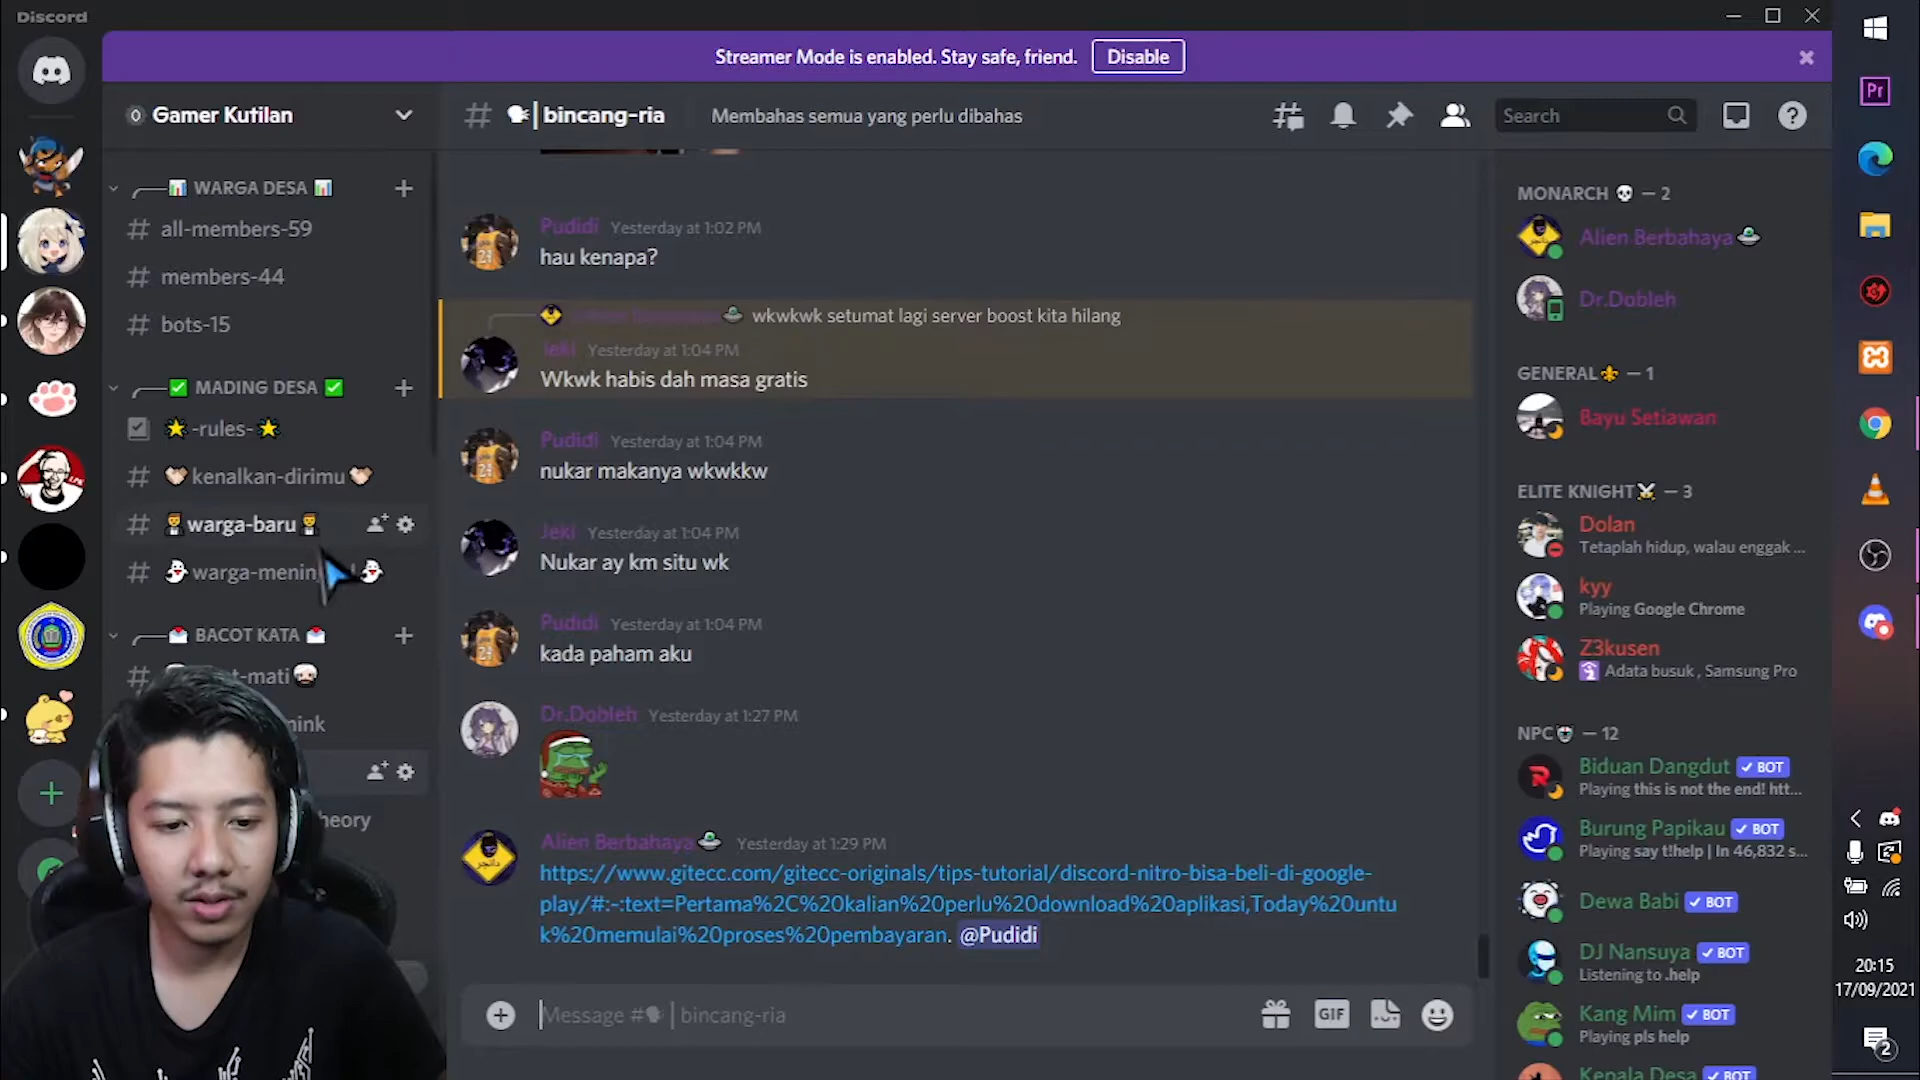 Discord
Streamer Mode is enabled. Stay safe, friend.
Disable
Gamer Kutilan
WARGA DESA
all-members-59
members-44
bots-15
MADING DESA
-rules-
kenalkan-dirimu
warga-baru
BACOT KATA
bincang-ria
Membahas semua yang perlu dibahas
Search
Pudidi Yesterday at 1:02 PM
hau kenapa?
wkwkwk setumat lagi server boost kita hilang
Jeki Yesterday at 1:04 PM
Wkwk habis dah masa gratis
Pudidi Yesterday at 1:04 PM
nukar makanya wkwkkw
Jeki Yesterday at 1:04 PM
Nukar ay km situ wk
Pudidi Yesterday at 1:04 PM
kada paham aku
Dr.Dobleh Yesterday at 1:27 PM
Alien Berbahaya Yesterday at 1:29 PM
https://www.gitecc.com/gitecc-originals/tips-tutorial/discord-nitro-bisa-beli-di-google-
play/#:~:text=Pertama%2C%20kalian%20perlu%20download%20aplikasi,Today%20untu
k%20memulai%20proses%20pembayaran. @Pudidi
Message # | bincang-ria
GIF
MONARCH — 2
Alien Berbahaya
Dr.Dobleh
GENERAL — 1
Bayu Setiawan
ELITE KNIGHT — 3
Dolan
Tetaplah hidup, walau enggak ...
kyy
Playing Google Chrome
Z3kusen
Adata busuk , Samsung Pro
NPC — 12
Biduan Dangdut BOT
Playing this is not the end! htt...
Burung Papikau BOT
Playing say t!help | In 46,832 s...
Dewa Babi BOT
DJ Nansuya BOT
Listening to .help
Kang Mim BOT
Playing pls help
Kepala Desa BOT
Pr
20:15
17/09/2021
2